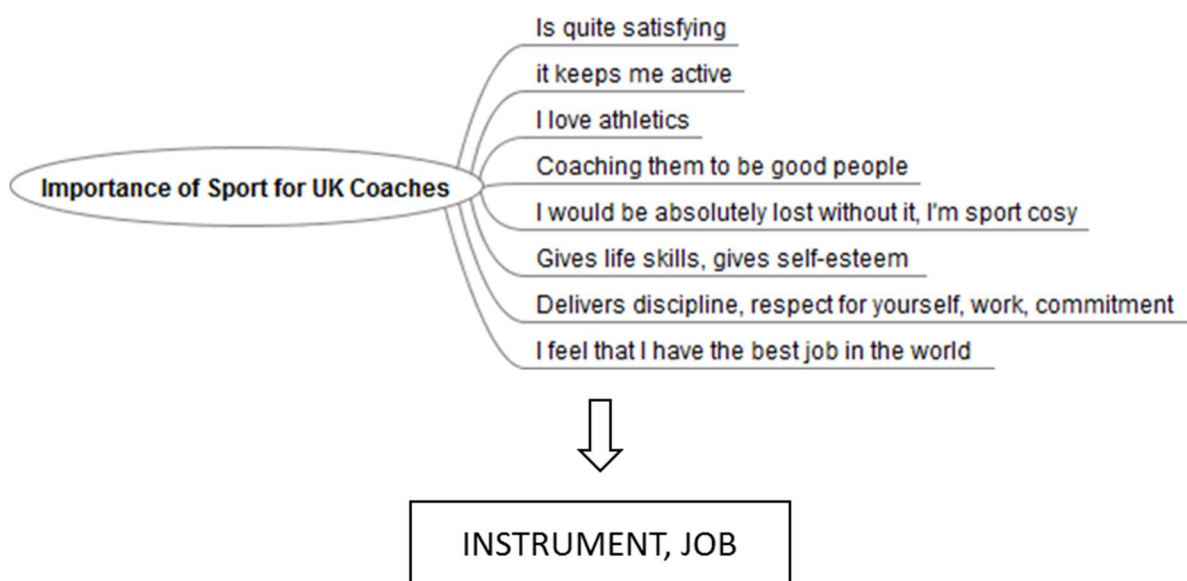 Is quite satisfying
it keeps me active
I love athletics
Coaching them to be good people
Importance of Sport for UK Coaches
I would be absolutely lost without it, I'm sport cosy
Gives life skills, gives self-esteem
Delivers discipline, respect for yourself, work, commitment
I feel that I have the best job in the world
INSTRUMENT, JOB